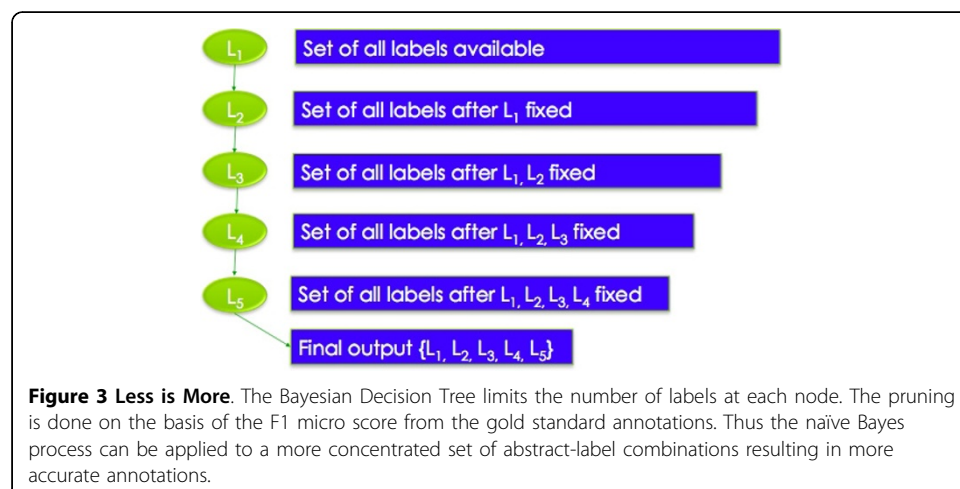 L₁ Set of all labels available
L₂ Set of all labels after L₁ fixed
L₃ Set of all labels after L₁, L₂ fixed
L₄ Set of all labels after L₁, L₂, L₃ fixed
L₅ Set of all labels after L₁, L₂, L₃, L₄ fixed
Final output {L₁, L₂, L₃, L₄, L₅}
Figure 3 Less is More. The Bayesian Decision Tree limits the number of labels at each node. The pruning
is done on the basis of the F1 micro score from the gold standard annotations. Thus the naïve Bayes
process can be applied to a more concentrated set of abstract-label combinations resulting in more
accurate annotations.